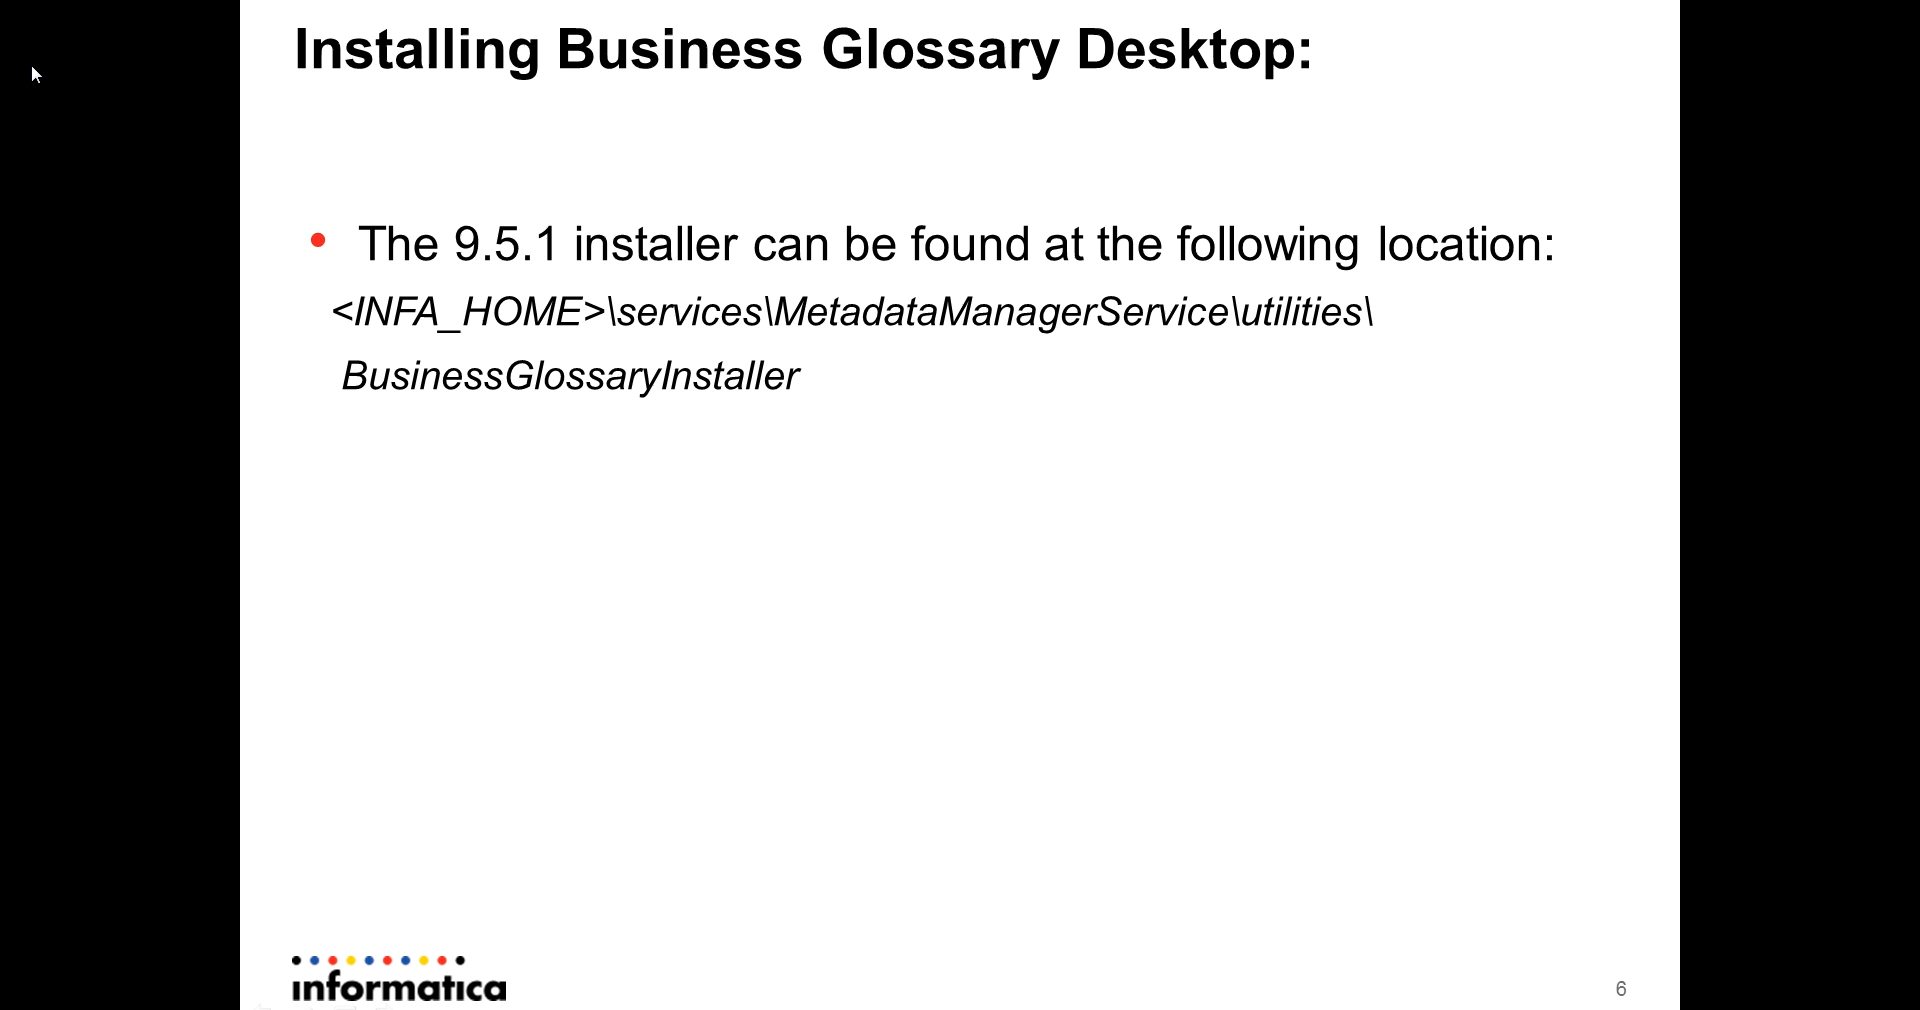 Installing Business Glossary Desktop:
• The 9.5.1 installer can be found at the following location:
<INFA_HOME>\services\MetadataManagerService\utilities\
BusinessGlossaryInstaller
informatica
6